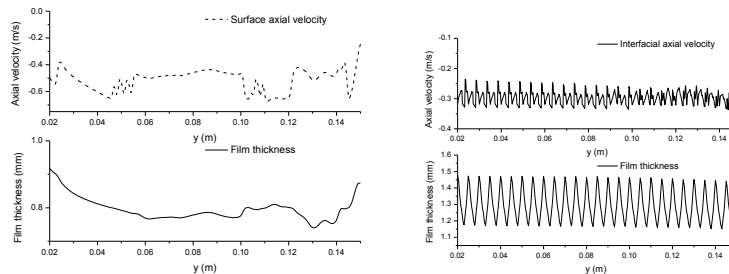 0.0
-0.2
-0.4
-0.6
Axial velocity (m/s)
Surface axial velocity
0.02 0.04 0.06 0.08 0.10 0.12 0.14
y (m)
1.0
0.8
Film thickness (mm)
Film thickness
0.02 0.04 0.06 0.08 0.10 0.12 0.14
y (m)
-0.1
-0.2
-0.3
-0.4
Axial velocity (m/s)
Interfacial axial velocity
0.02 0.04 0.06 0.08 0.10 0.12 0.14
y (m)
1.6
1.5
1.4
1.3
1.2
1.1
Film thickness (mm)
Film thickness
0.02 0.04 0.06 0.08 0.10 0.12 0.14
y (m)